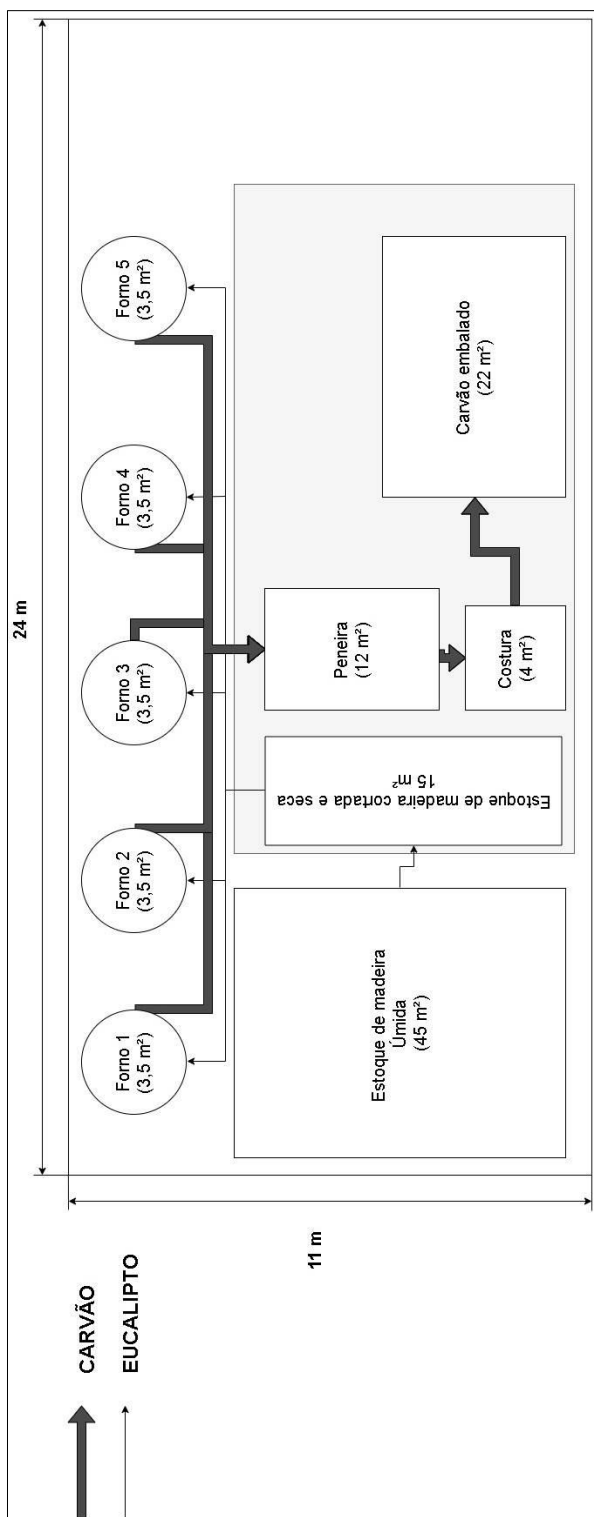 24 m
Forno 1
(3,5 m²)
Forno 2
(3,5 m²)
Forno 3
(3,5 m²)
Forno 4
(3,5 m²)
Forno 5
(3,5 m²)
Estoque de madeira
Úmida
(45 m²)
Estoque de madeira cortada e seca
15 m²
Peneira
(12 m²)
Costura
(4 m²)
Carvão embalado
(22 m²)
11 m
CARVÃO
EUCALIPTO